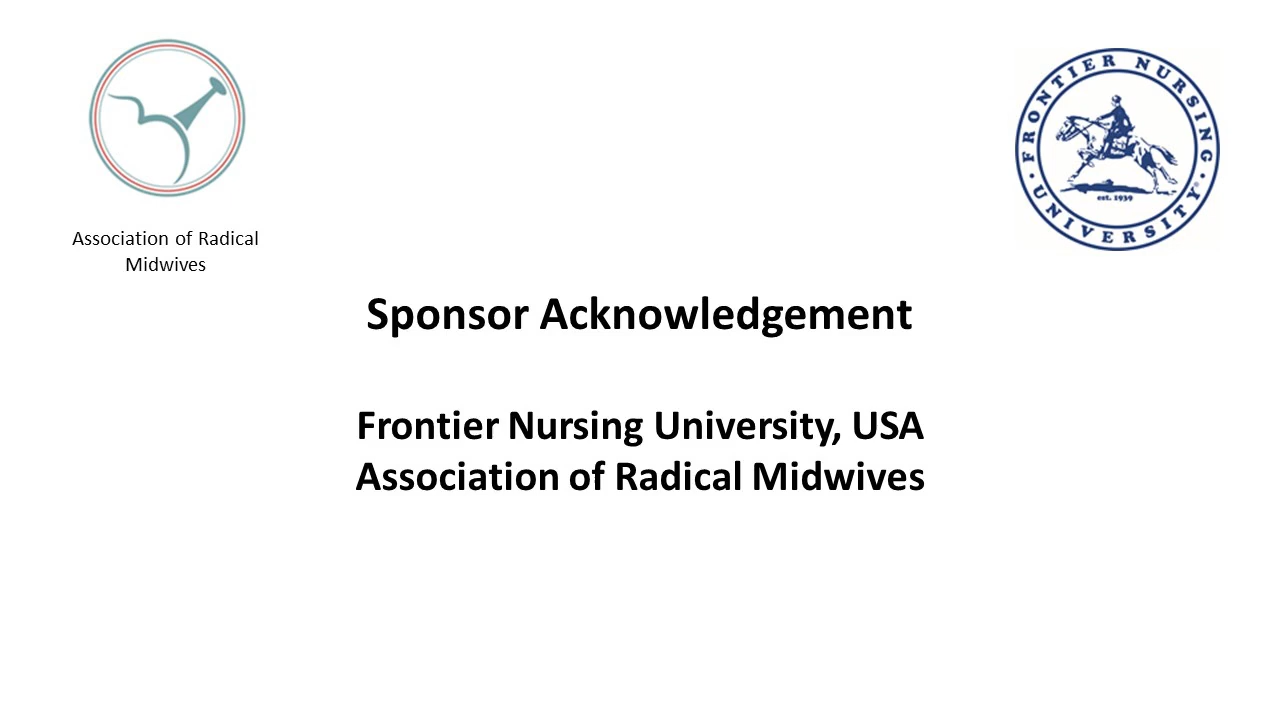 Association of Radical
Midwives
FRONTIER NURSING
UNIVERSITY
est. 1939
Sponsor Acknowledgement
Frontier Nursing University, USA
Association of Radical Midwives